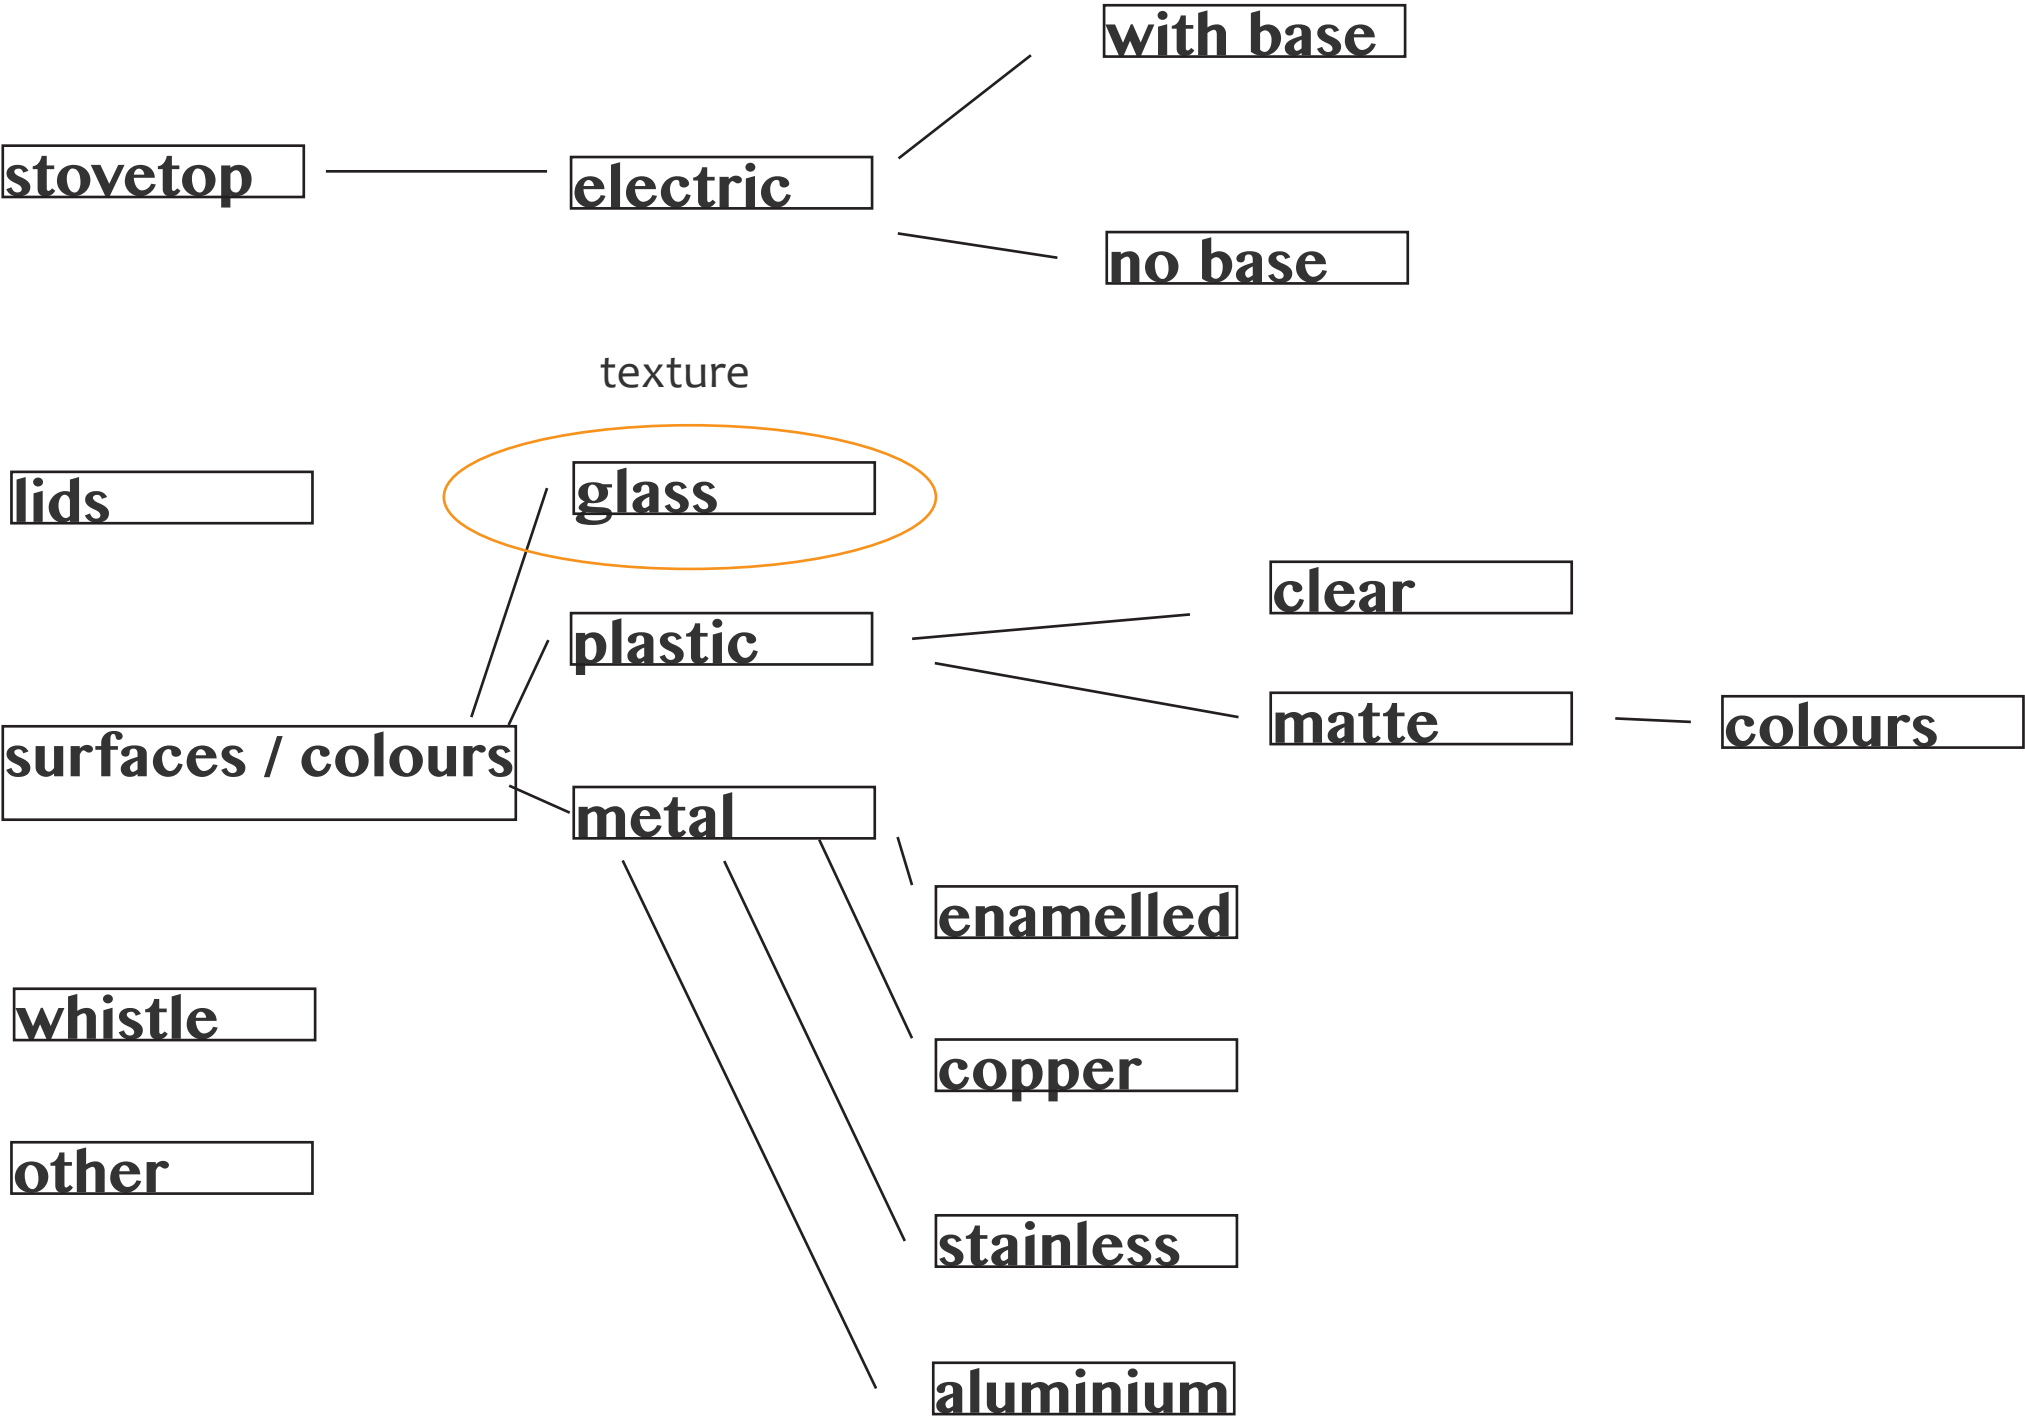 with base
stovetop
electric
no base
texture
glass
lids
clear
plastic
matte
colours
surfaces / colours
metal
enamelled
whistle
copper
other
stainless
aluminium